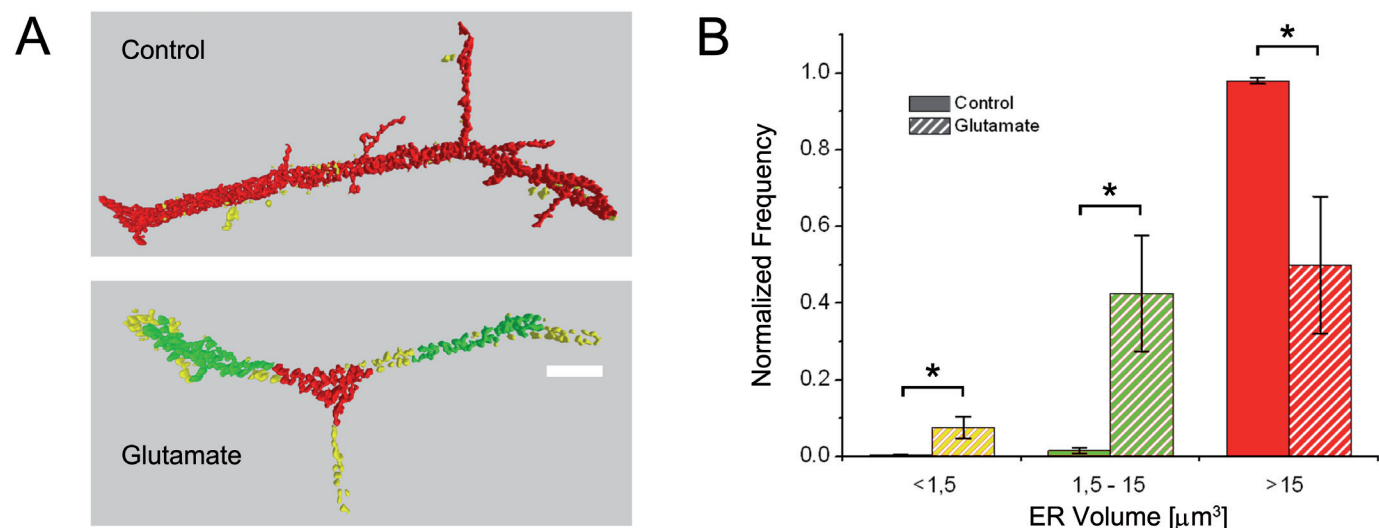 A
Control
Glutamate
B
Normalized Frequency
1.0
0.8
0.6
0.4
0.2
0.0
Control
Glutamate
*
*
*
<1,5
1,5 - 15
>15
ER Volume [μm³]